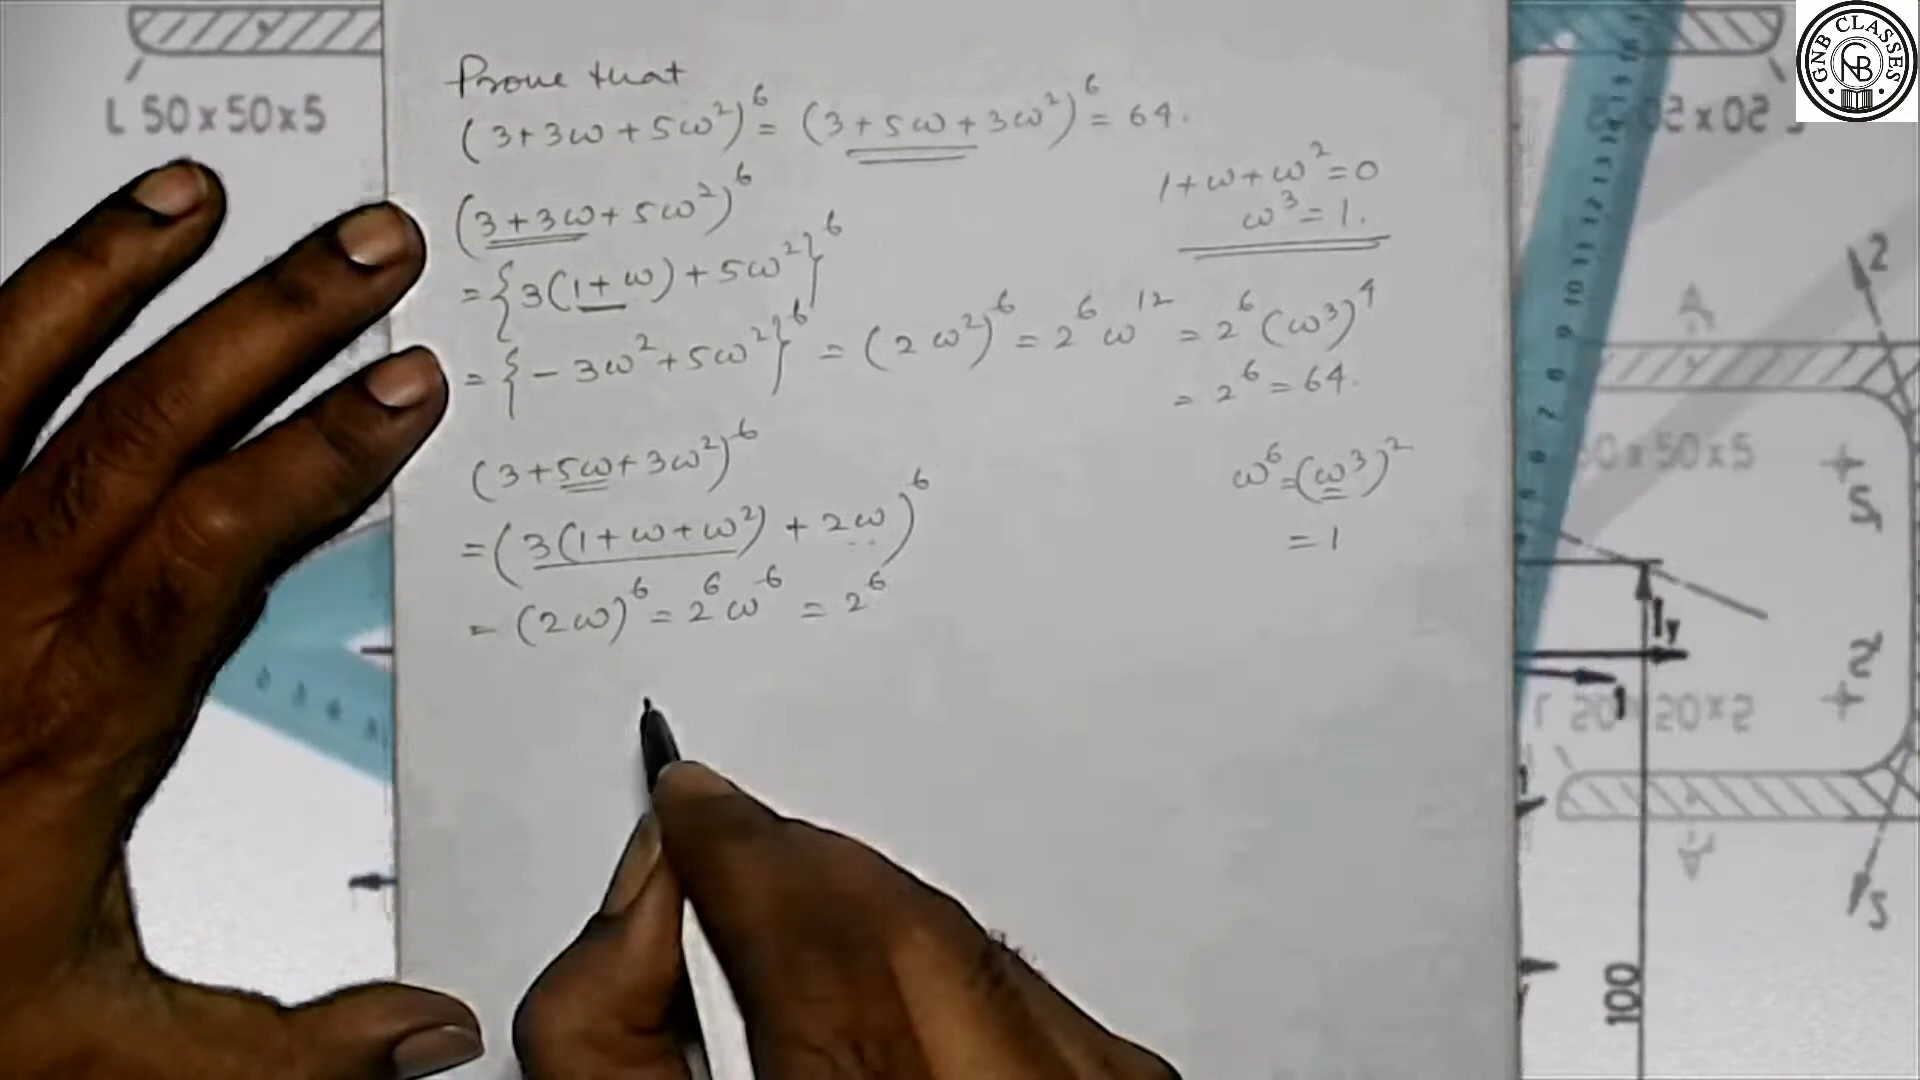 GNB CLASSES
GNB
L 50x50x5
Prove that
(3+3ω+5ω²)⁶ = (3+5ω+3ω²)⁶ = 64.
1+ω+ω² = 0
ω³ = 1.
(3+3ω+5ω²)⁶
= {3(1+ω)+5ω²}⁶
= {-3ω²+5ω²}⁶ = (2ω²)⁶ = 2⁶ω¹² = 2⁶(ω³)⁴
= 2⁶ = 64.
(3+5ω+3ω²)⁶
ω⁶ = (ω³)²
= (3(1+ω+ω²)+2ω)⁶
= 1
= (2ω)⁶ = 2⁶ω⁶ = 2⁶
100